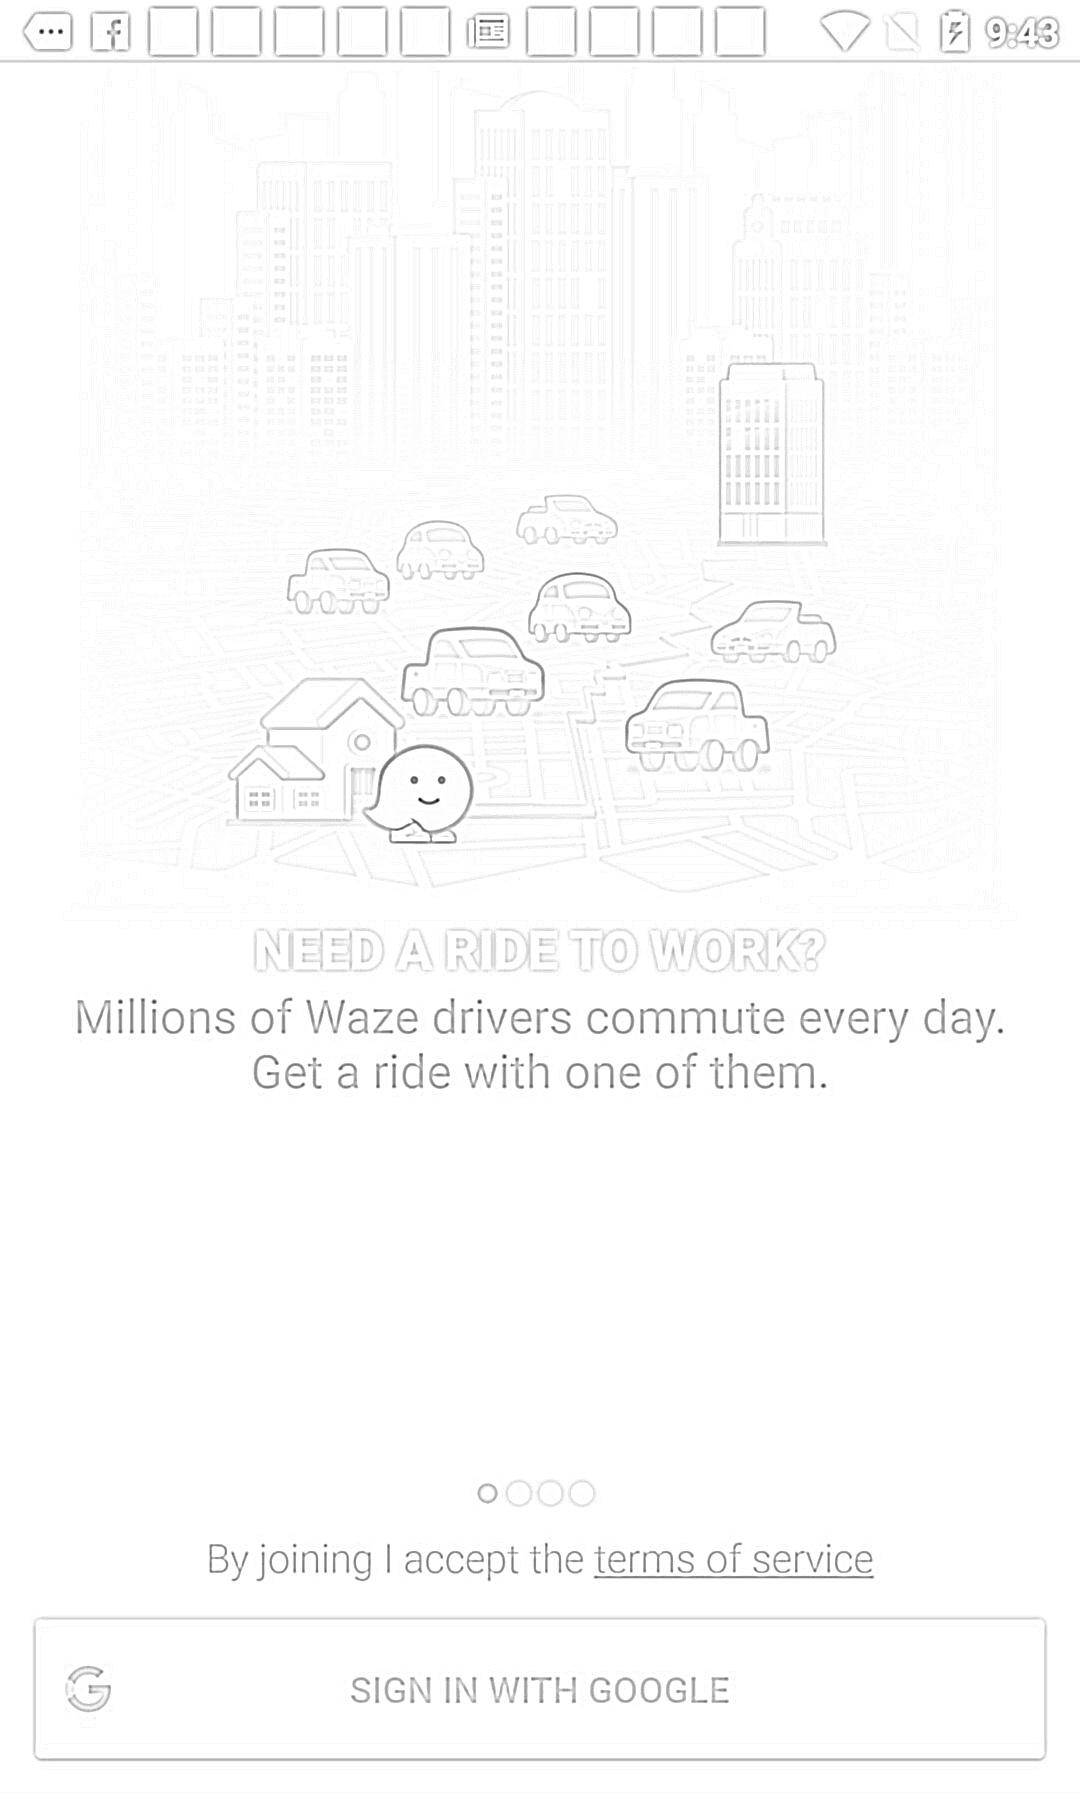 9:43
NEED A RIDE TO WORK?
Millions of Waze drivers commute every day.
Get a ride with one of them.
By joining I accept the terms of service
SIGN IN WITH GOOGLE